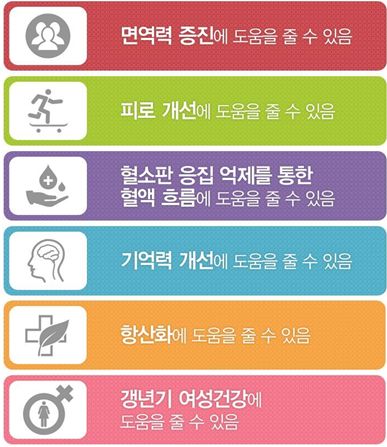 면역력 증진에 도움을 줄 수 있음
피로 개선에 도움을 줄 수 있음
혈소판 응집 억제를 통한
혈액 흐름에 도움을 줄 수 있음
기억력 개선에 도움을 줄 수 있음
항산화에 도움을 줄 수 있음
갱년기 여성건강에
도움을 줄 수 있음